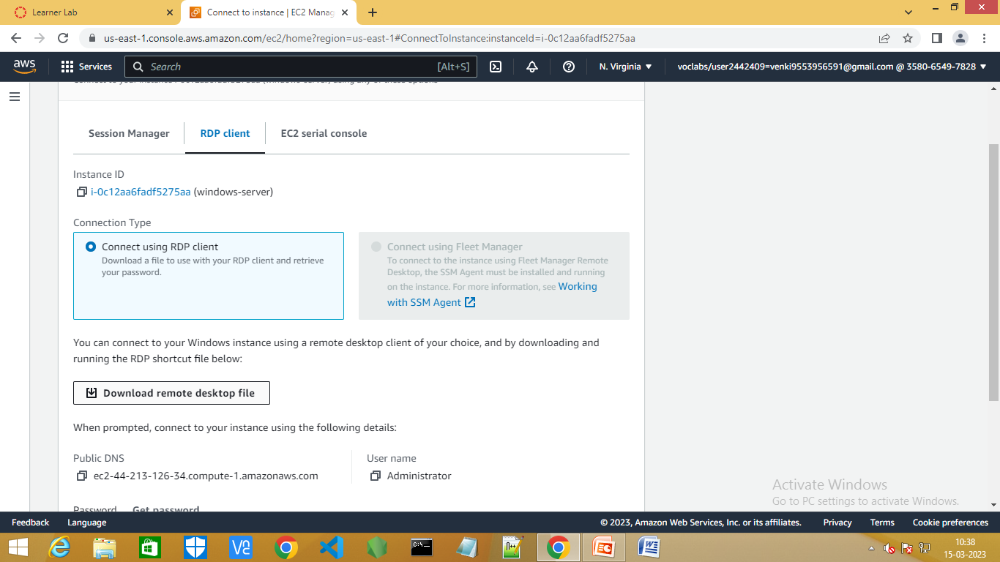 Learner Lab
Connect to instance | EC2 Manag
us-east-1.console.aws.amazon.com/ec2/home?region=us-east-1#ConnectToInstance:instanceId=i-0c12aa6fadf5275aa
aws
Services
Search
[Alt+S]
N. Virginia
voclabs/user2442409=venki9553956591@gmail.com @ 3580-6549-7828
Session Manager
RDP client
EC2 serial console
Instance ID
i-0c12aa6fadf5275aa (windows-server)
Connection Type
Connect using RDP client
Download a file to use with your RDP client and retrieve
your password.
Connect using Fleet Manager
To connect to the instance using Fleet Manager Remote
Desktop, the SSM Agent must be installed and running
on the instance. For more information, see Working
with SSM Agent
You can connect to your Windows instance using a remote desktop client of your choice, and by downloading and
running the RDP shortcut file below:
Download remote desktop file
When prompted, connect to your instance using the following details:
Public DNS
ec2-44-213-126-34.compute-1.amazonaws.com
User name
Administrator
Password
Get password
Activate Windows
Go to PC settings to activate Windows.
Feedback
Language
© 2023, Amazon Web Services, Inc. or its affiliates.
Privacy
Terms
Cookie preferences
10:38
15-03-2023